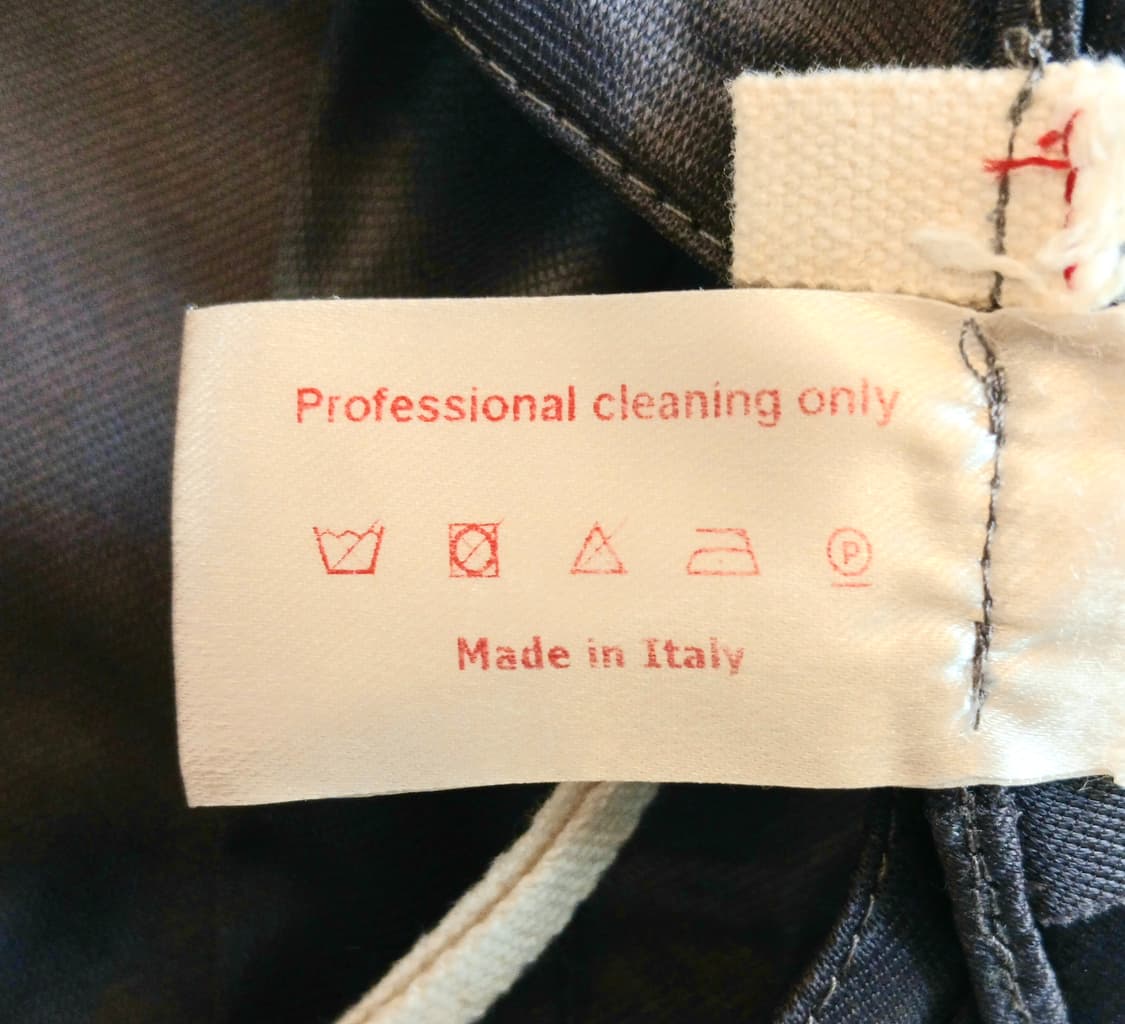 Professional cleaning only
P
Made in Italy